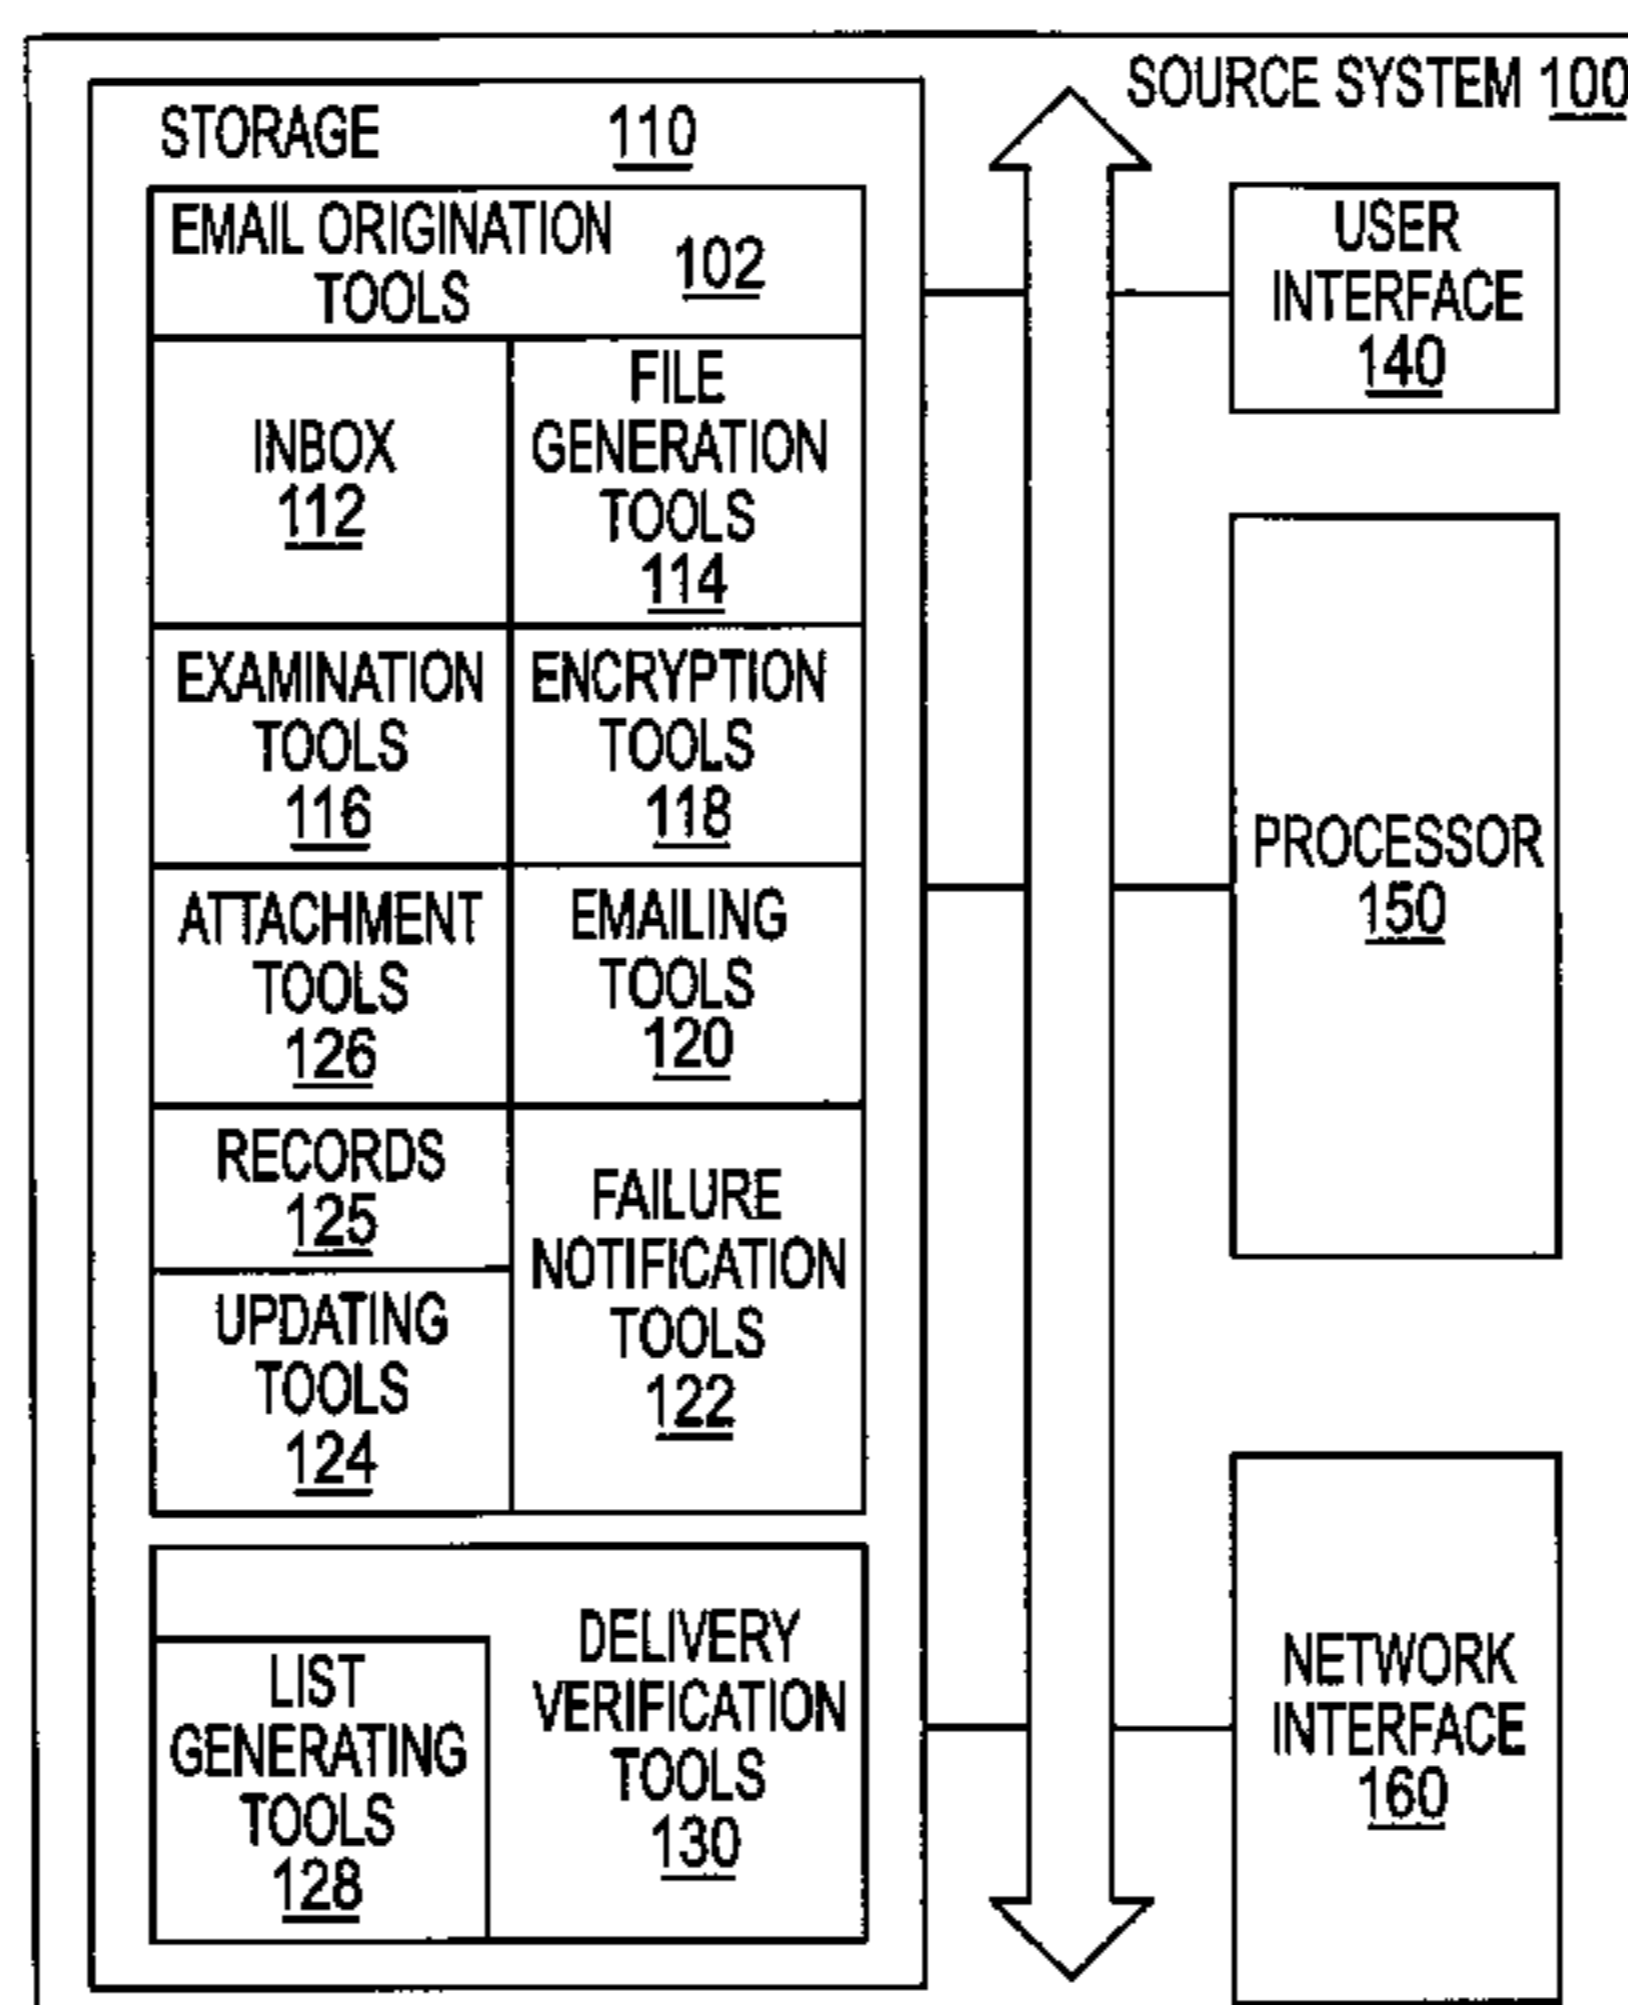 SOURCE SYSTEM 100
STORAGE 110
EMAIL ORIGINATION
TOOLS
102
INBOX
112
FILE
GENERATION
TOOLS
114
EXAMINATION
TOOLS
116
ENCRYPTION
TOOLS
118
ATTACHMENT
TOOLS
126
EMAILING
TOOLS
120
RECORDS
125
UPDATING
TOOLS
124
FAILURE
NOTIFICATION
TOOLS
122
LIST
GENERATING
TOOLS
128
DELIVERY
VERIFICATION
TOOLS
130
USER
INTERFACE
140
PROCESSOR
150
NETWORK
INTERFACE
160